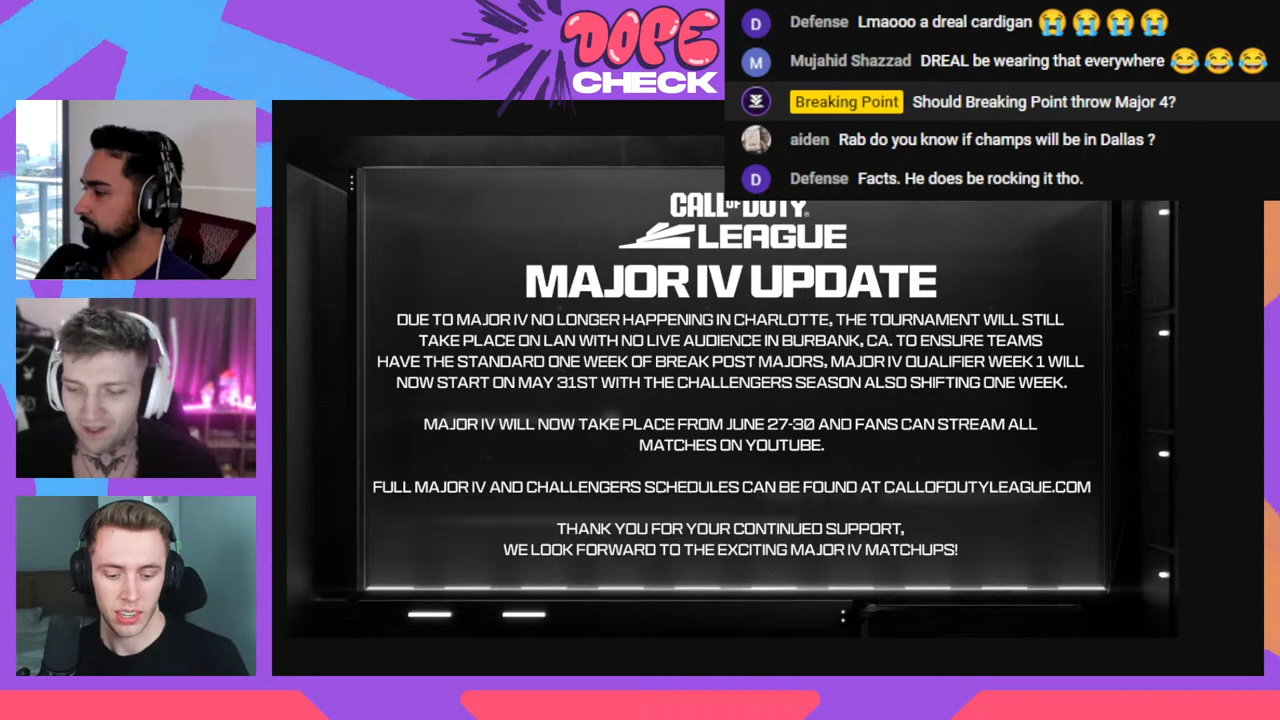 DOPE
CHECK
D Defense Lmaooo a dreal cardigan 😭😭😭😭
M Mujahid Shazzad DREAL be wearing that everywhere 😂😂😂
Breaking Point Should Breaking Point throw Major 4?
aiden Rab do you know if champs will be in Dallas ?
D Defense Facts. He does be rocking it tho.
CALL OF DUTY
LEAGUE
MAJOR IV UPDATE
DUE TO MAJOR IV NO LONGER HAPPENING IN CHARLOTTE, THE TOURNAMENT WILL STILL
TAKE PLACE ON LAN WITH NO LIVE AUDIENCE IN BURBANK, CA. TO ENSURE TEAMS
HAVE THE STANDARD ONE WEEK OF BREAK POST MAJORS, MAJOR IV QUALIFIER WEEK 1 WILL
NOW START ON MAY 31ST WITH THE CHALLENGERS SEASON ALSO SHIFTING ONE WEEK.
MAJOR IV WILL NOW TAKE PLACE FROM JUNE 27-30 AND FANS CAN STREAM ALL
MATCHES ON YOUTUBE.
FULL MAJOR IV AND CHALLENGERS SCHEDULES CAN BE FOUND AT CALLOFDUTYLEAGUE.COM
THANK YOU FOR YOUR CONTINUED SUPPORT,
WE LOOK FORWARD TO THE EXCITING MAJOR IV MATCHUPS!